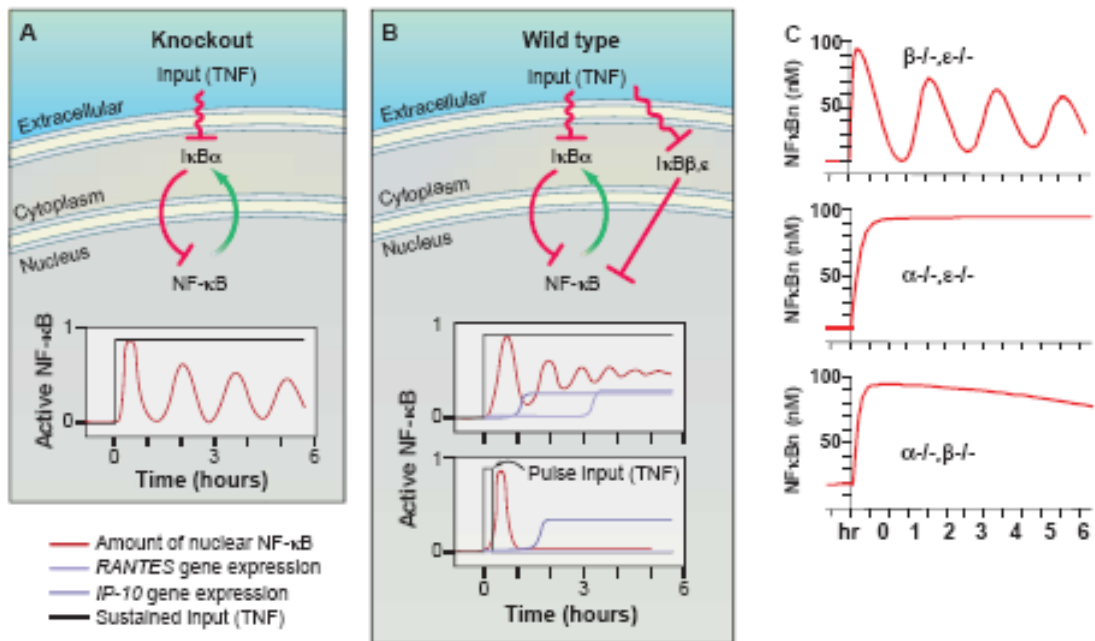 A
Knockout
Input (TNF)
Extracellular
IκBα
Cytoplasm
Nucleus
NF-κB
Active NF-κB
1
0
0 3 6
Time (hours)
Amount of nuclear NF-κB
RANTES gene expression
IP-10 gene expression
Sustained Input (TNF)
B
Wild type
Input (TNF)
Extracellular
IκBα
IκBβ,ε
Cytoplasm
Nucleus
NF-κB
Active NF-κB
1
0
Pulse Input (TNF)
1
0
0 3 6
Time (hours)
C
NFκBn (nM)
100
50
β-/-,ε-/-
NFκBn (nM)
100
50
α-/-,ε-/-
NFκBn (nM)
100
50
α-/-,β-/-
hr 0 1 2 3 4 5 6